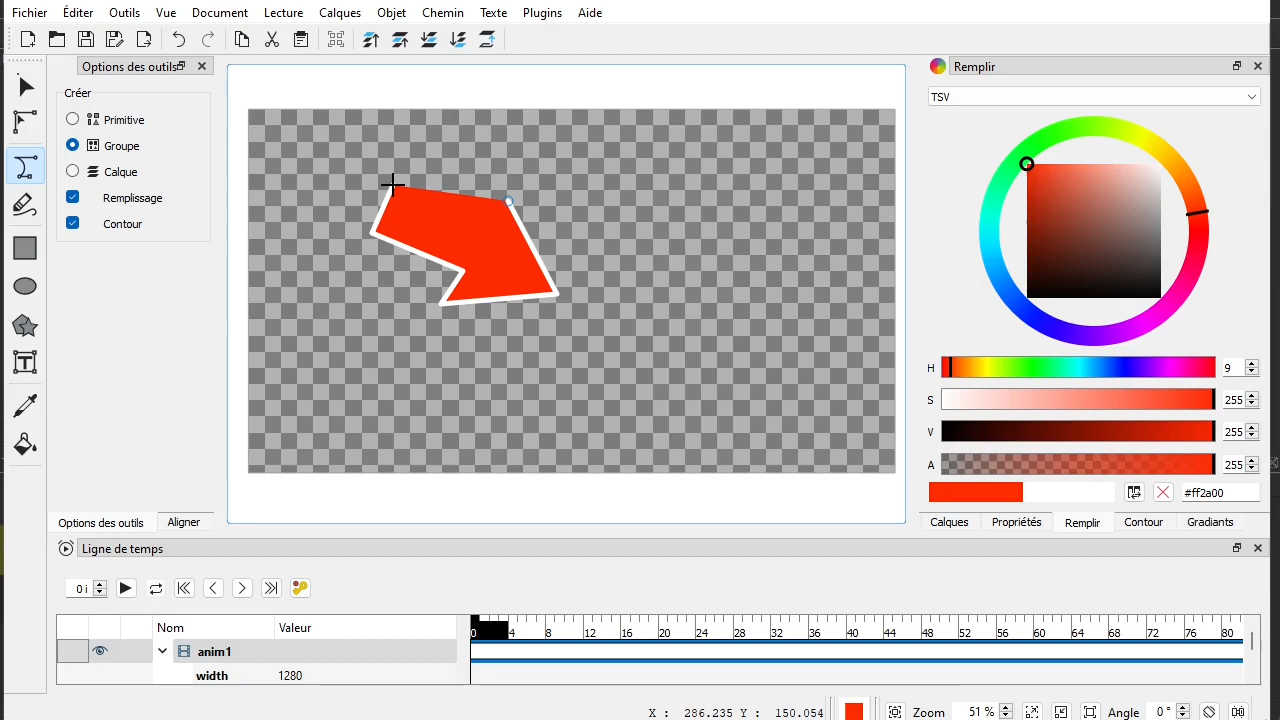 Fichier Éditer Outils Vue Document Lecture Calques Objet Chemin Texte Plugins Aide
Options des outils
Créer
Primitive
Groupe
Calque
Remplissage
Contour
Options des outils Aligner
Remplir
TSV
H 9
S 255
V 255
A 255
#ff2a00
Calques Propriétés Remplir Contour Gradiants
Ligne de temps
0 i
Nom Valeur
0 4 8 12 16 20 24 28 32 36 40 44 48 52 56 60 64 68 72 76 80
anim1
width 1280
X : 286.235 Y : 150.054 Zoom 51 % Angle 0 °